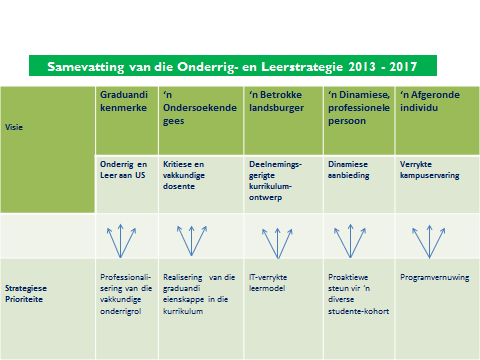 Samevatting van die Onderrig- en Leerstrategie 2013 - 2017
Visie
Graduandi
kenmerke
'n
Ondersoekende
gees
'n Betrokke
landsburger
'n Dinamiese,
professionele
persoon
'n Afgeronde
individu
Onderrig en
Leer aan US
Kritiese en
vakkundige
dosente
Deelnemings-
gerigte
kurrikulum-
ontwerp
Dinamiese
aanbieding
Verrykte
kampuservaring
Strategiese
Prioriteite
Professionali-
sering van die
vakkundige
onderrigrol
Realisering van die
graduandi
eienskappe in die
kurrikulum
IT-verrykte
leermodel
Proaktiewe
steun vir 'n
diverse
studente-kohort
Programvernuwing